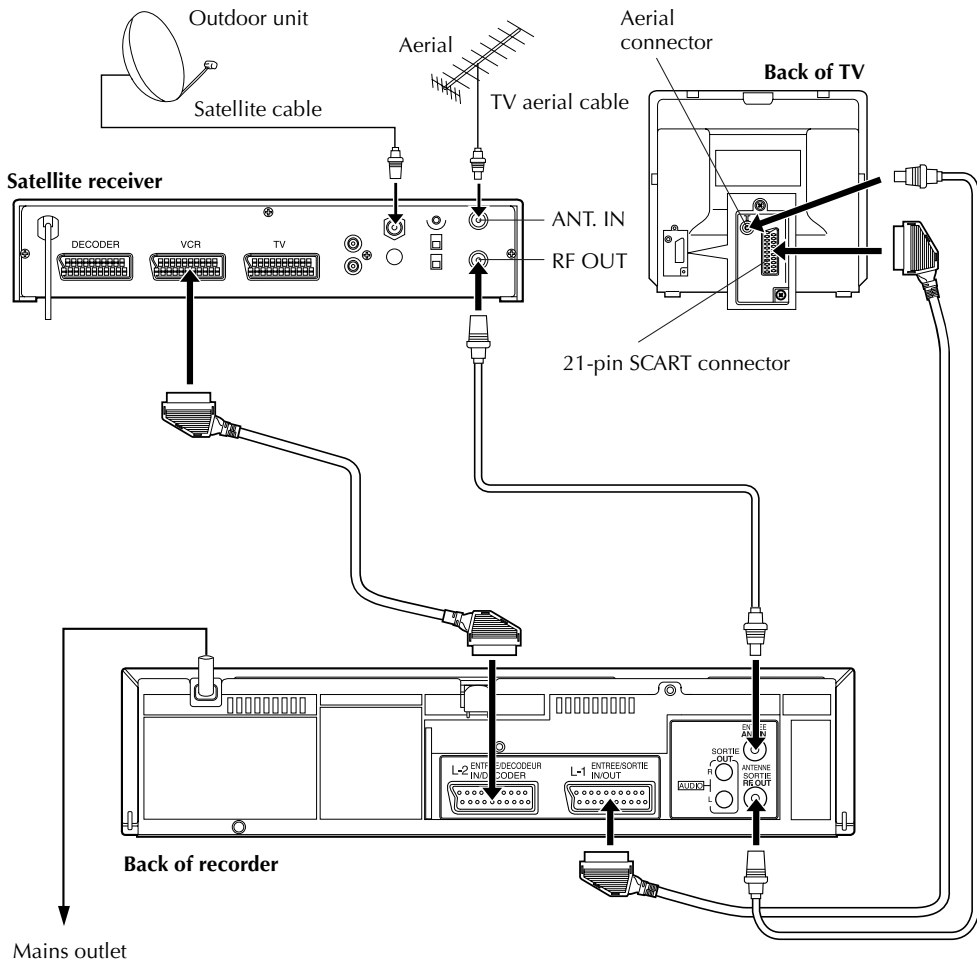 Outdoor unit
Aerial
Aerial
connector
Back of TV
Satellite cable
TV aerial cable
Satellite receiver
ANT. IN
DECODER
VCR
TV
RF OUT
21-pin SCART connector
ENTREE
ANT. IN
SORTIE
OUT
L-2 ENTREE/DECODEUR
IN/DECODER
L-1 ENTREE/SORTIE
IN/OUT
R
AUDIO
L
ANTENNE
SORTIE
RF OUT
Back of recorder
Mains outlet